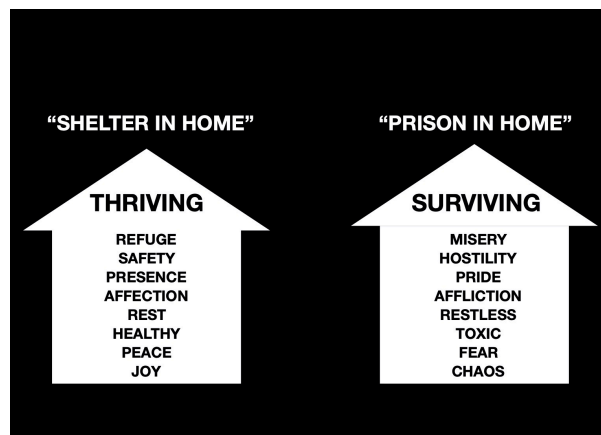 “SHELTER IN HOME”
THRIVING
REFUGE
SAFETY
PRESENCE
AFFECTION
REST
HEALTHY
PEACE
JOY
“PRISON IN HOME”
SURVIVING
MISERY
HOSTILITY
PRIDE
AFFLICTION
RESTLESS
TOXIC
FEAR
CHAOS